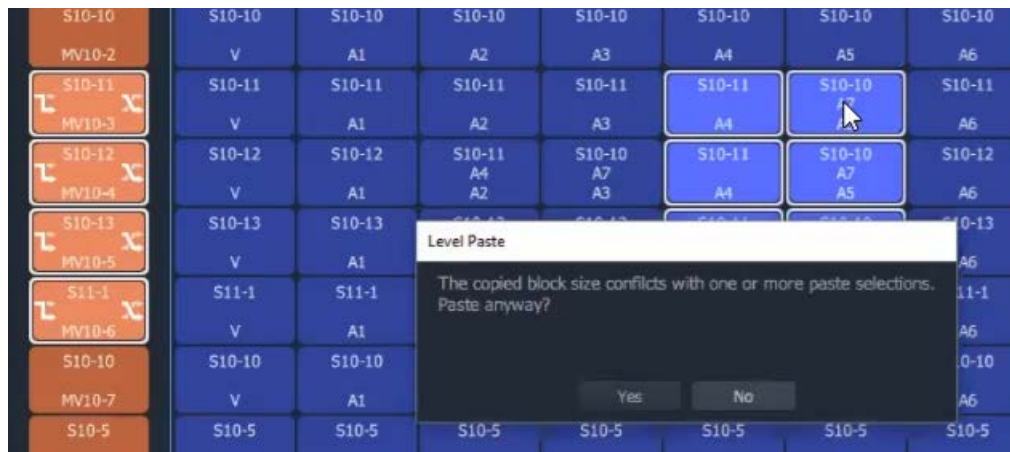 S10-10 S10-10 S10-10 S10-10 S10-10 S10-10 S10-10 S10-10
MV10-2 V A1 A2 A3 A4 A5 A6
S10-11 S10-11 S10-11 S10-11 S10-11 S10-11 S10-10 S10-11
A7
MV10-3 V A1 A2 A3 A4 A6
S10-12 S10-12 S10-12 S10-11 S10-10 S10-11 S10-10 S10-12
A4 A7 A7
MV10-4 V A1 A2 A3 A4 A5 A6
S10-13 S10-13 S10-13
MV10-5 V A1 A6
Level Paste
The copied block size confilcts with one or more paste selections.
Paste anyway?
S11-1 S11-1 S11-1
MV10-6 V A1 A6
S10-10 S10-10 S10-10
MV10-7 V A1 A6
Yes No
S10-5 S10-5 S10-5 S10-5 S10-5 S10-5 S10-5 S10-5